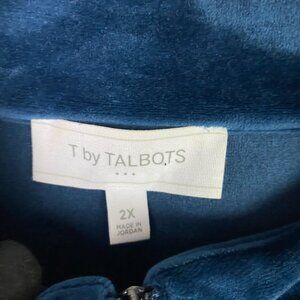 T by TALBOTS
2X
MADE IN
JORDAN